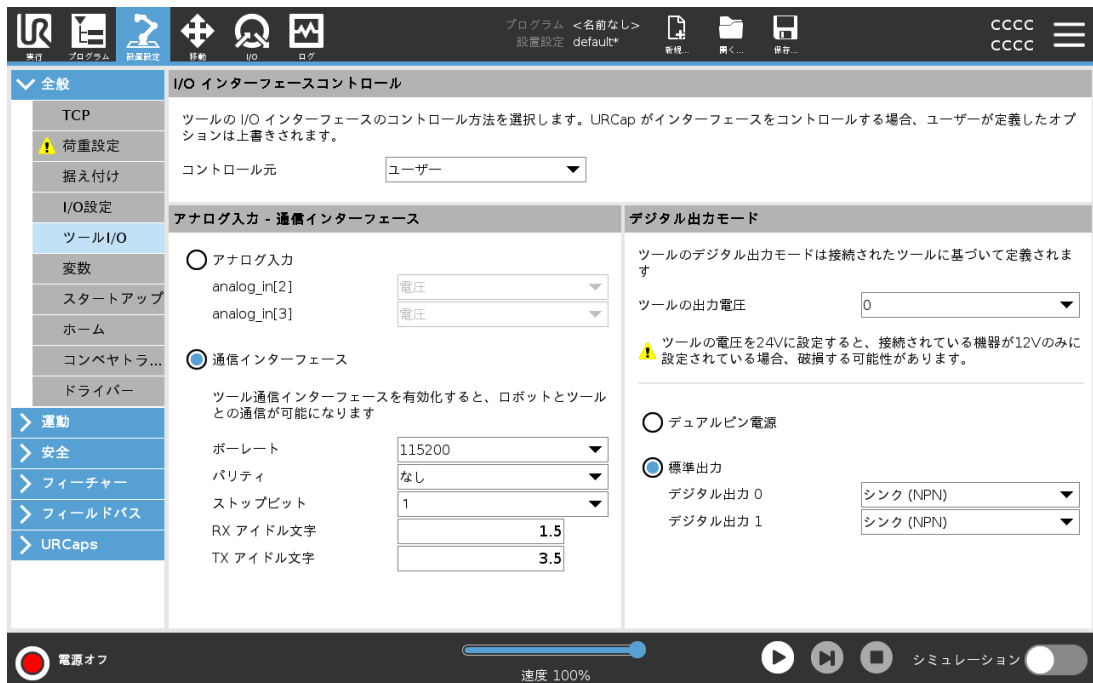 実行 プログラム 設置設定 移動 I/O ログ
プログラム <名前なし>
設置設定 default*
新規... 開く... 保存...
CCCC
CCCC
全般
TCP
荷重設定
据え付け
I/O設定
ツールI/O
変数
スタートアップ
ホーム
コンベヤトラ...
ドライバー
運動
安全
フィーチャー
フィールドバス
URCaps
I/O インターフェースコントロール
ツールの I/O インターフェースのコントロール方法を選択します。URCap がインターフェースをコントロールする場合、ユーザーが定義したオプ
ションは上書きされます。
コントロール元 ユーザー
アナログ入力 - 通信インターフェース
アナログ入力
analog_in[2] 電圧
analog_in[3] 電圧
通信インターフェース
ツール通信インターフェースを有効化すると、ロボットとツール
との通信が可能になります
ボーレート 115200
パリティ なし
ストップビット 1
RX アイドル文字 1.5
TX アイドル文字 3.5
デジタル出力モード
ツールのデジタル出力モードは接続されたツールに基づいて定義されま
す
ツールの出力電圧 0
ツールの電圧を24Vに設定すると、接続されている機器が12Vのみに
設定されている場合、破損する可能性があります。
デュアルピン電源
標準出力
デジタル出力 0 シンク (NPN)
デジタル出力 1 シンク (NPN)
電源オフ
速度 100%
シミュレーション